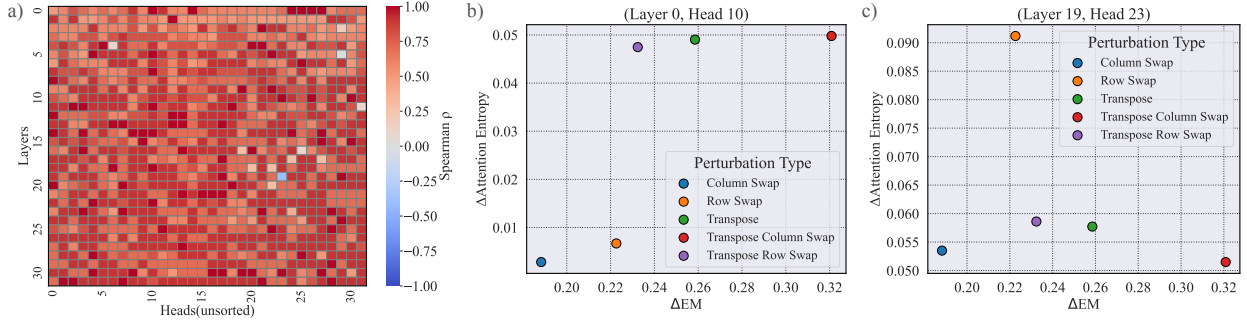 a)
0
5
10
15
20
25
30
Layers
0
5
10
15
20
25
30
Heads(unsorted)
1.00
0.75
0.50
0.25
0.00
−0.25
−0.50
−0.75
−1.00
Spearman ρ
b)
(Layer 0, Head 10)
0.05
0.04
0.03
0.02
0.01
ΔAttention Entropy
Perturbation Type
Column Swap
Row Swap
Transpose
Transpose Column Swap
Transpose Row Swap
0.20 0.22 0.24 0.26 0.28 0.30 0.32
ΔEM
c)
(Layer 19, Head 23)
0.090
0.085
0.080
0.075
0.070
0.065
0.060
0.055
0.050
ΔAttention Entropy
Perturbation Type
Column Swap
Row Swap
Transpose
Transpose Column Swap
Transpose Row Swap
0.20 0.22 0.24 0.26 0.28 0.30 0.32
ΔEM